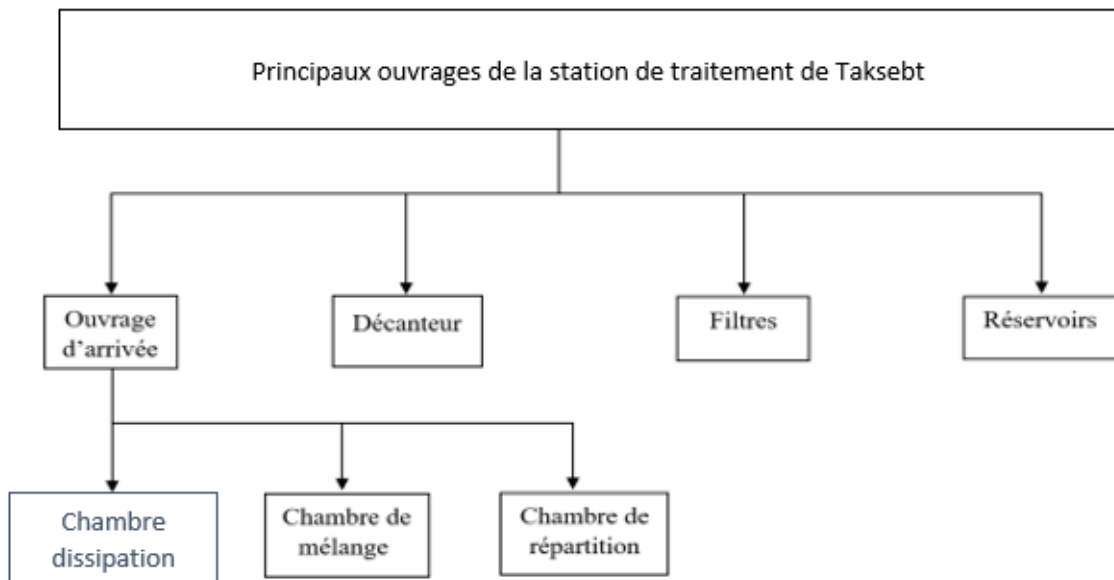 Principaux ouvrages de la station de traitement de Taksebt
Ouvrage
d'arrivée
Décanteur
Filtres
Réservoirs
Chambre
dissipation
Chambre de
mélange
Chambre de
répartition